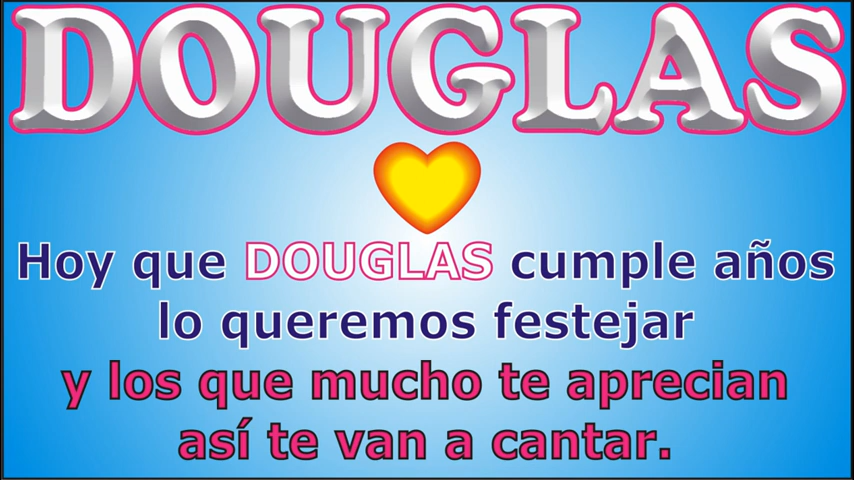 DOUGLAS
Hoy que DOUGLAS cumple años
lo queremos festejar
y los que mucho te aprecian
así te van a cantar.